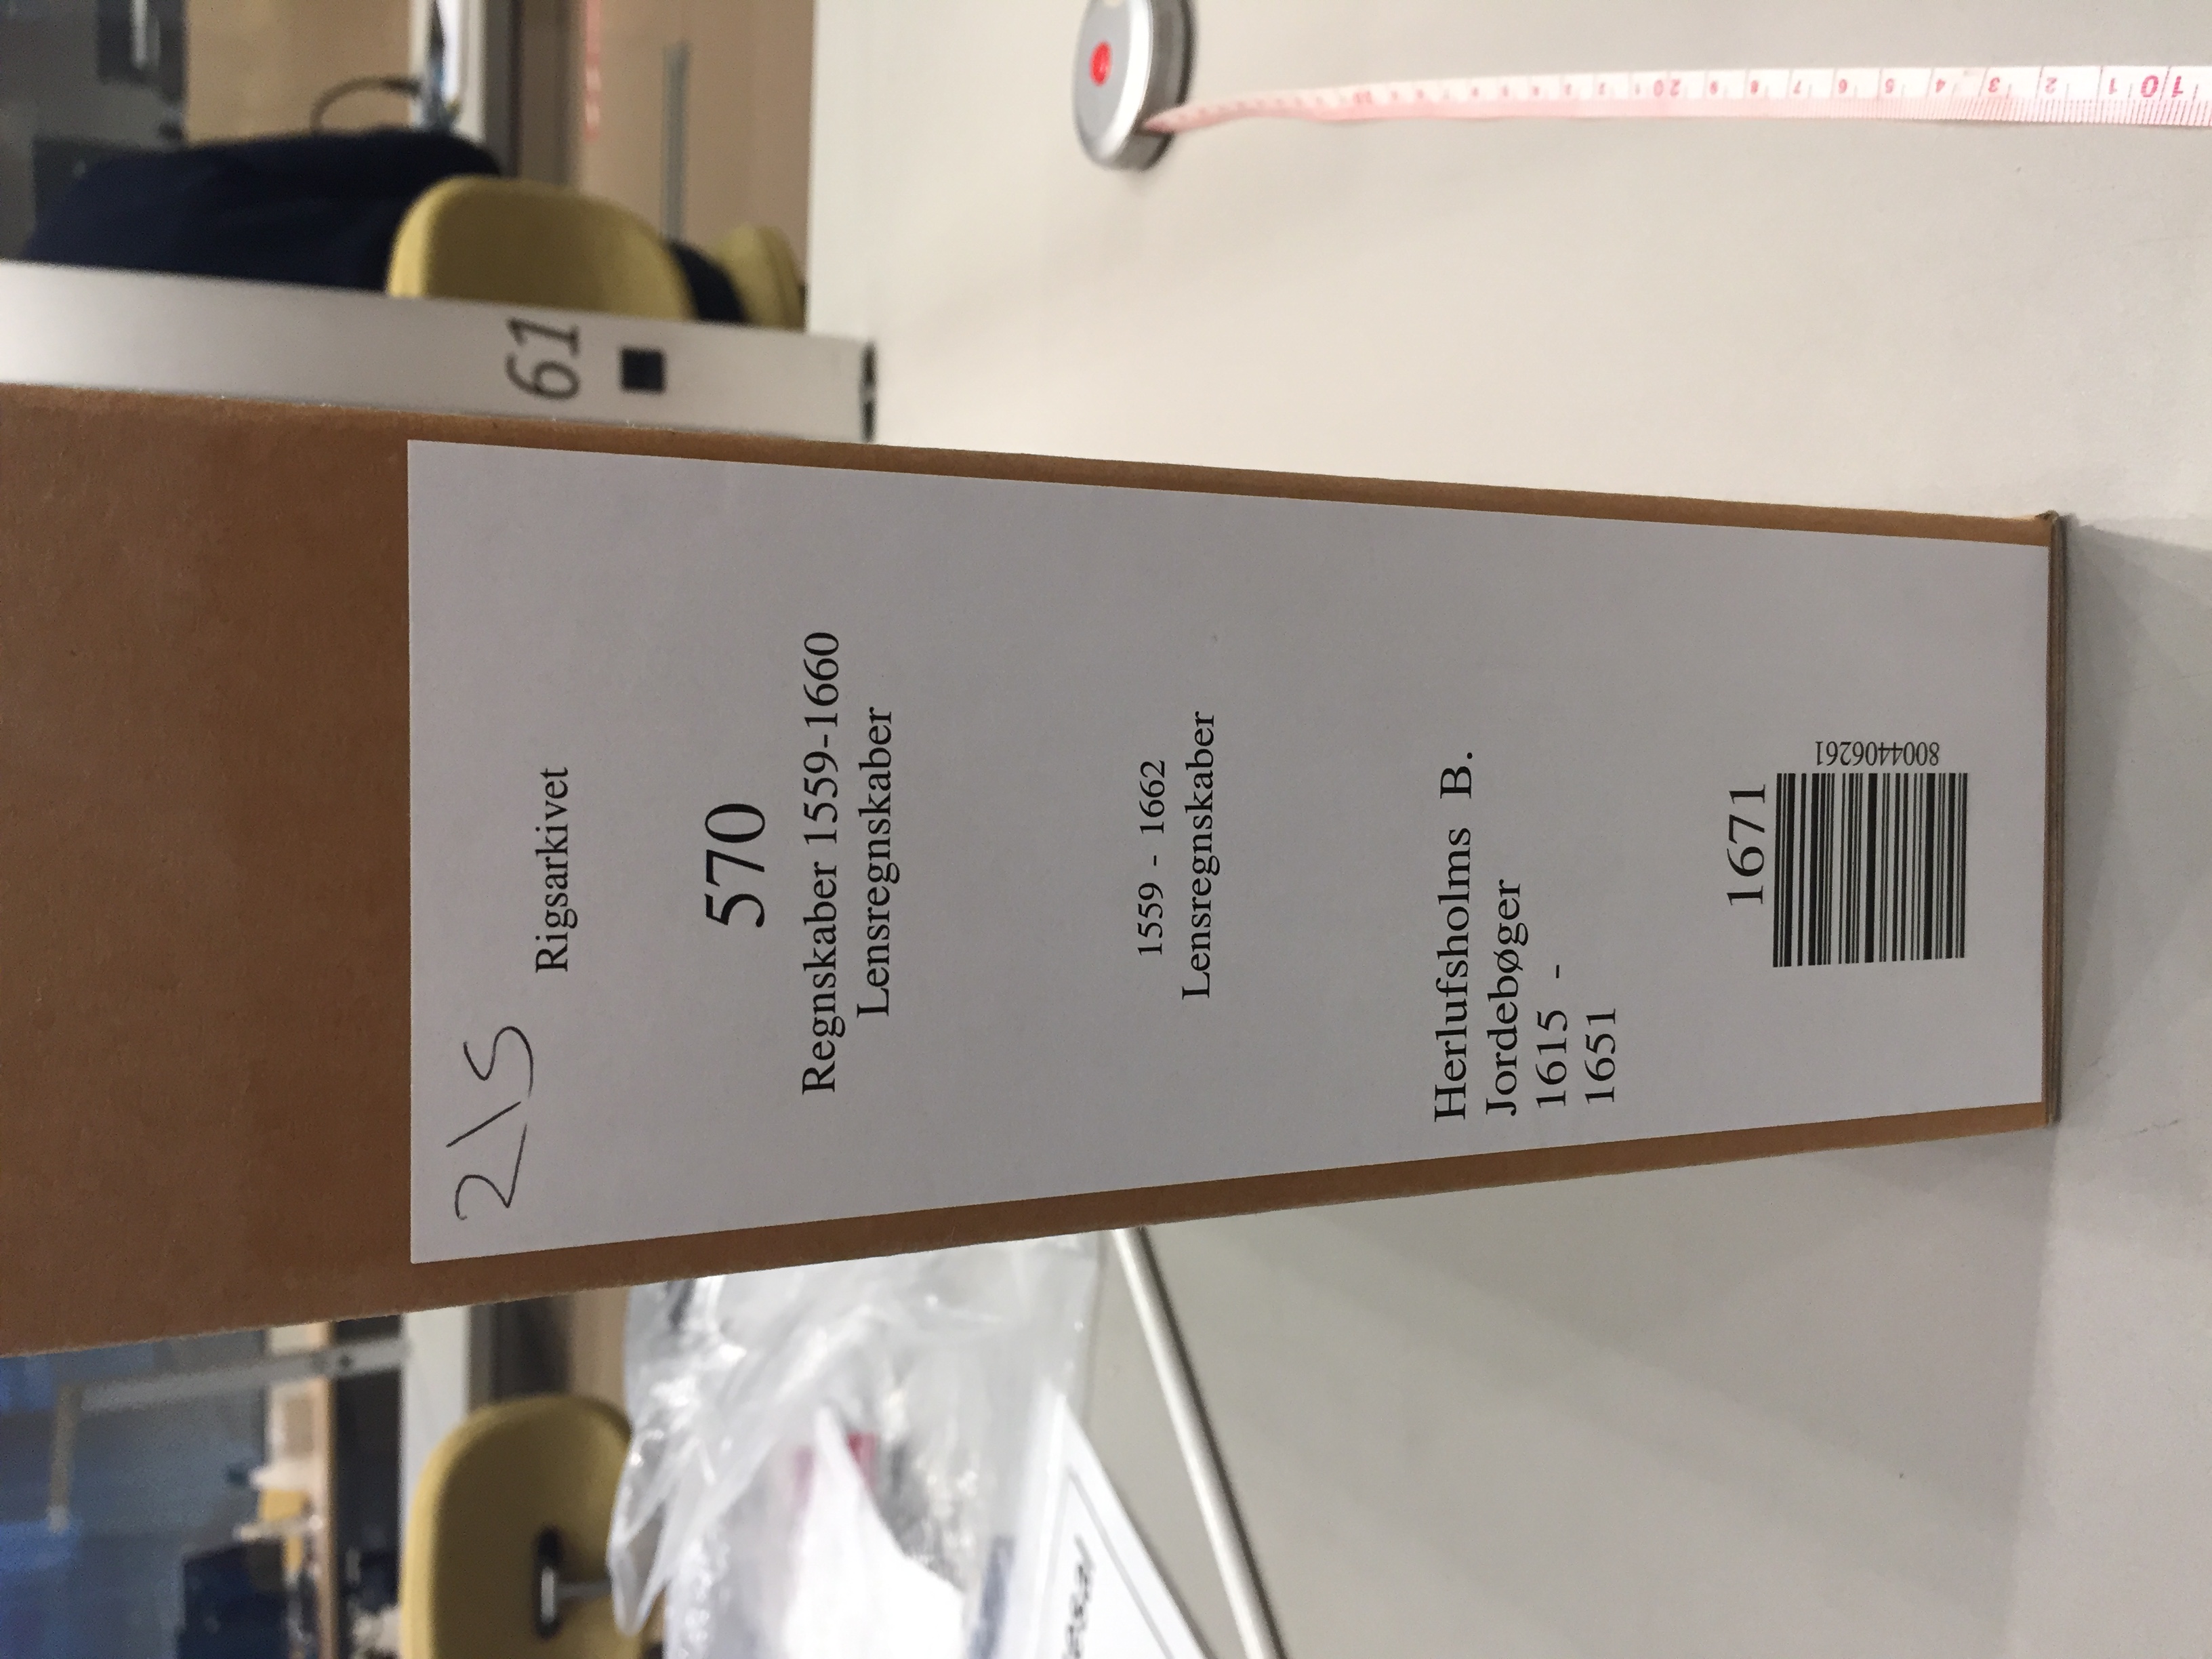 2\5
Rigsarkivet
570
Regnskaber 1559-1660
Lensregnskaber
1559 - 1662
Lensregnskaber
Herlufsholms B.
Jordebøger
1615 -
1651
1671
8004406261
61